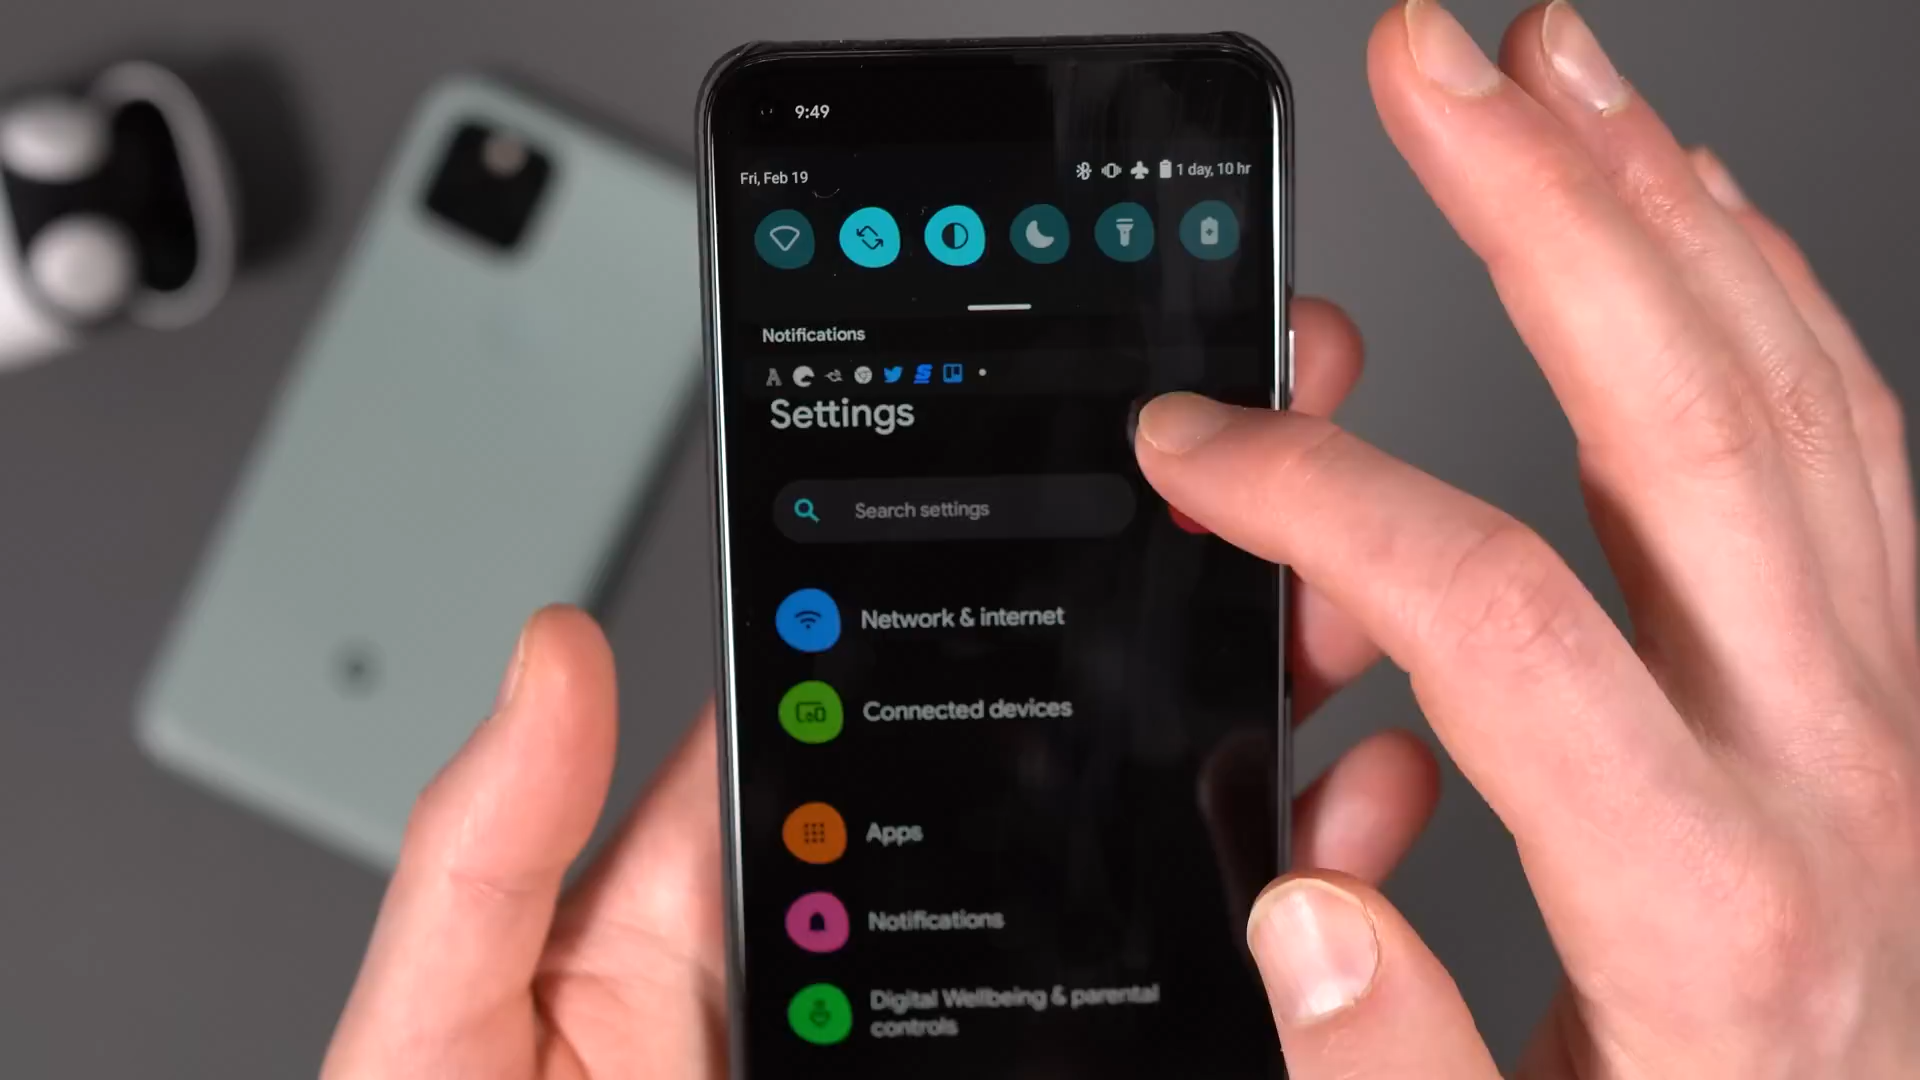 9:49
Fri, Feb 19
1 day, 10 hr
Notifications
Settings
Search settings
Network & internet
Connected devices
Apps
Notifications
Digital Wellbeing & parental
controls